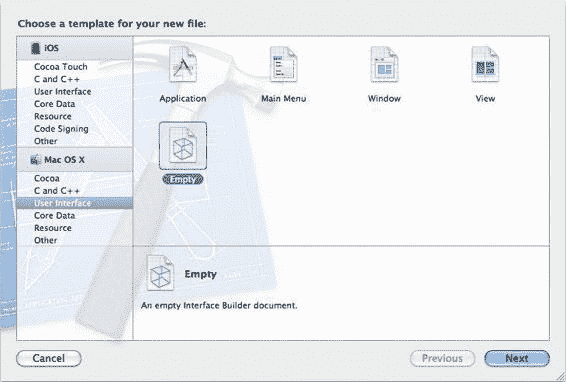 Choose a template for your new file:
iOS
Cocoa Touch
C and C++
User Interface
Core Data
Resource
Code Signing
Other
Mac OS X
Cocoa
C and C++
User Interface
Core Data
Resource
Other
Application
Main Menu
Window
View
Empty
Empty
An empty Interface Builder document.
Cancel
Previous
Next